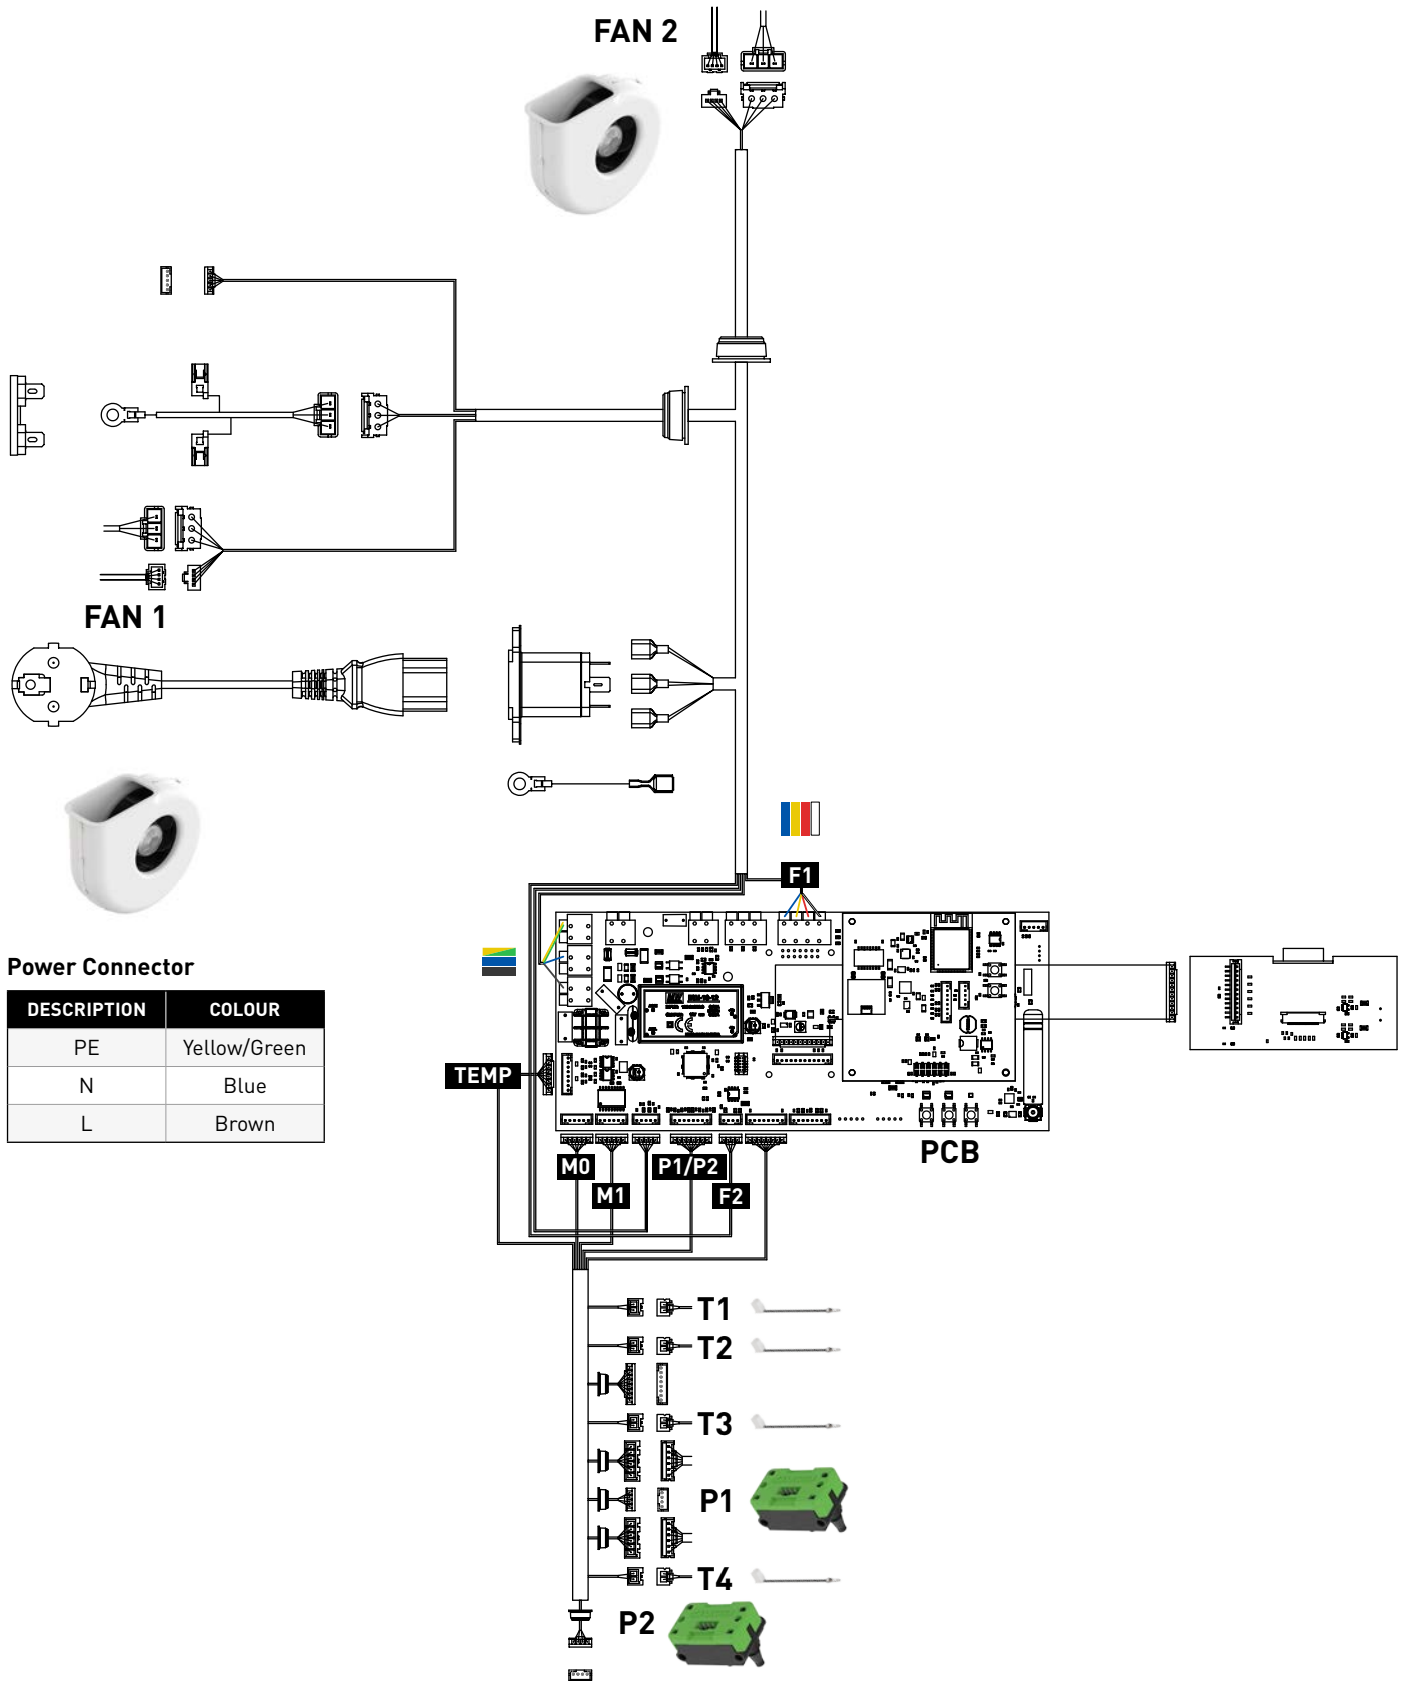 FAN 2
FAN 1
F1
Power Connector
DESCRIPTION COLOUR
PE Yellow/Green
N Blue
L Brown
TEMP
PCB
M0
P1/P2
M1
F2
T1
T2
T3
P1
T4
P2